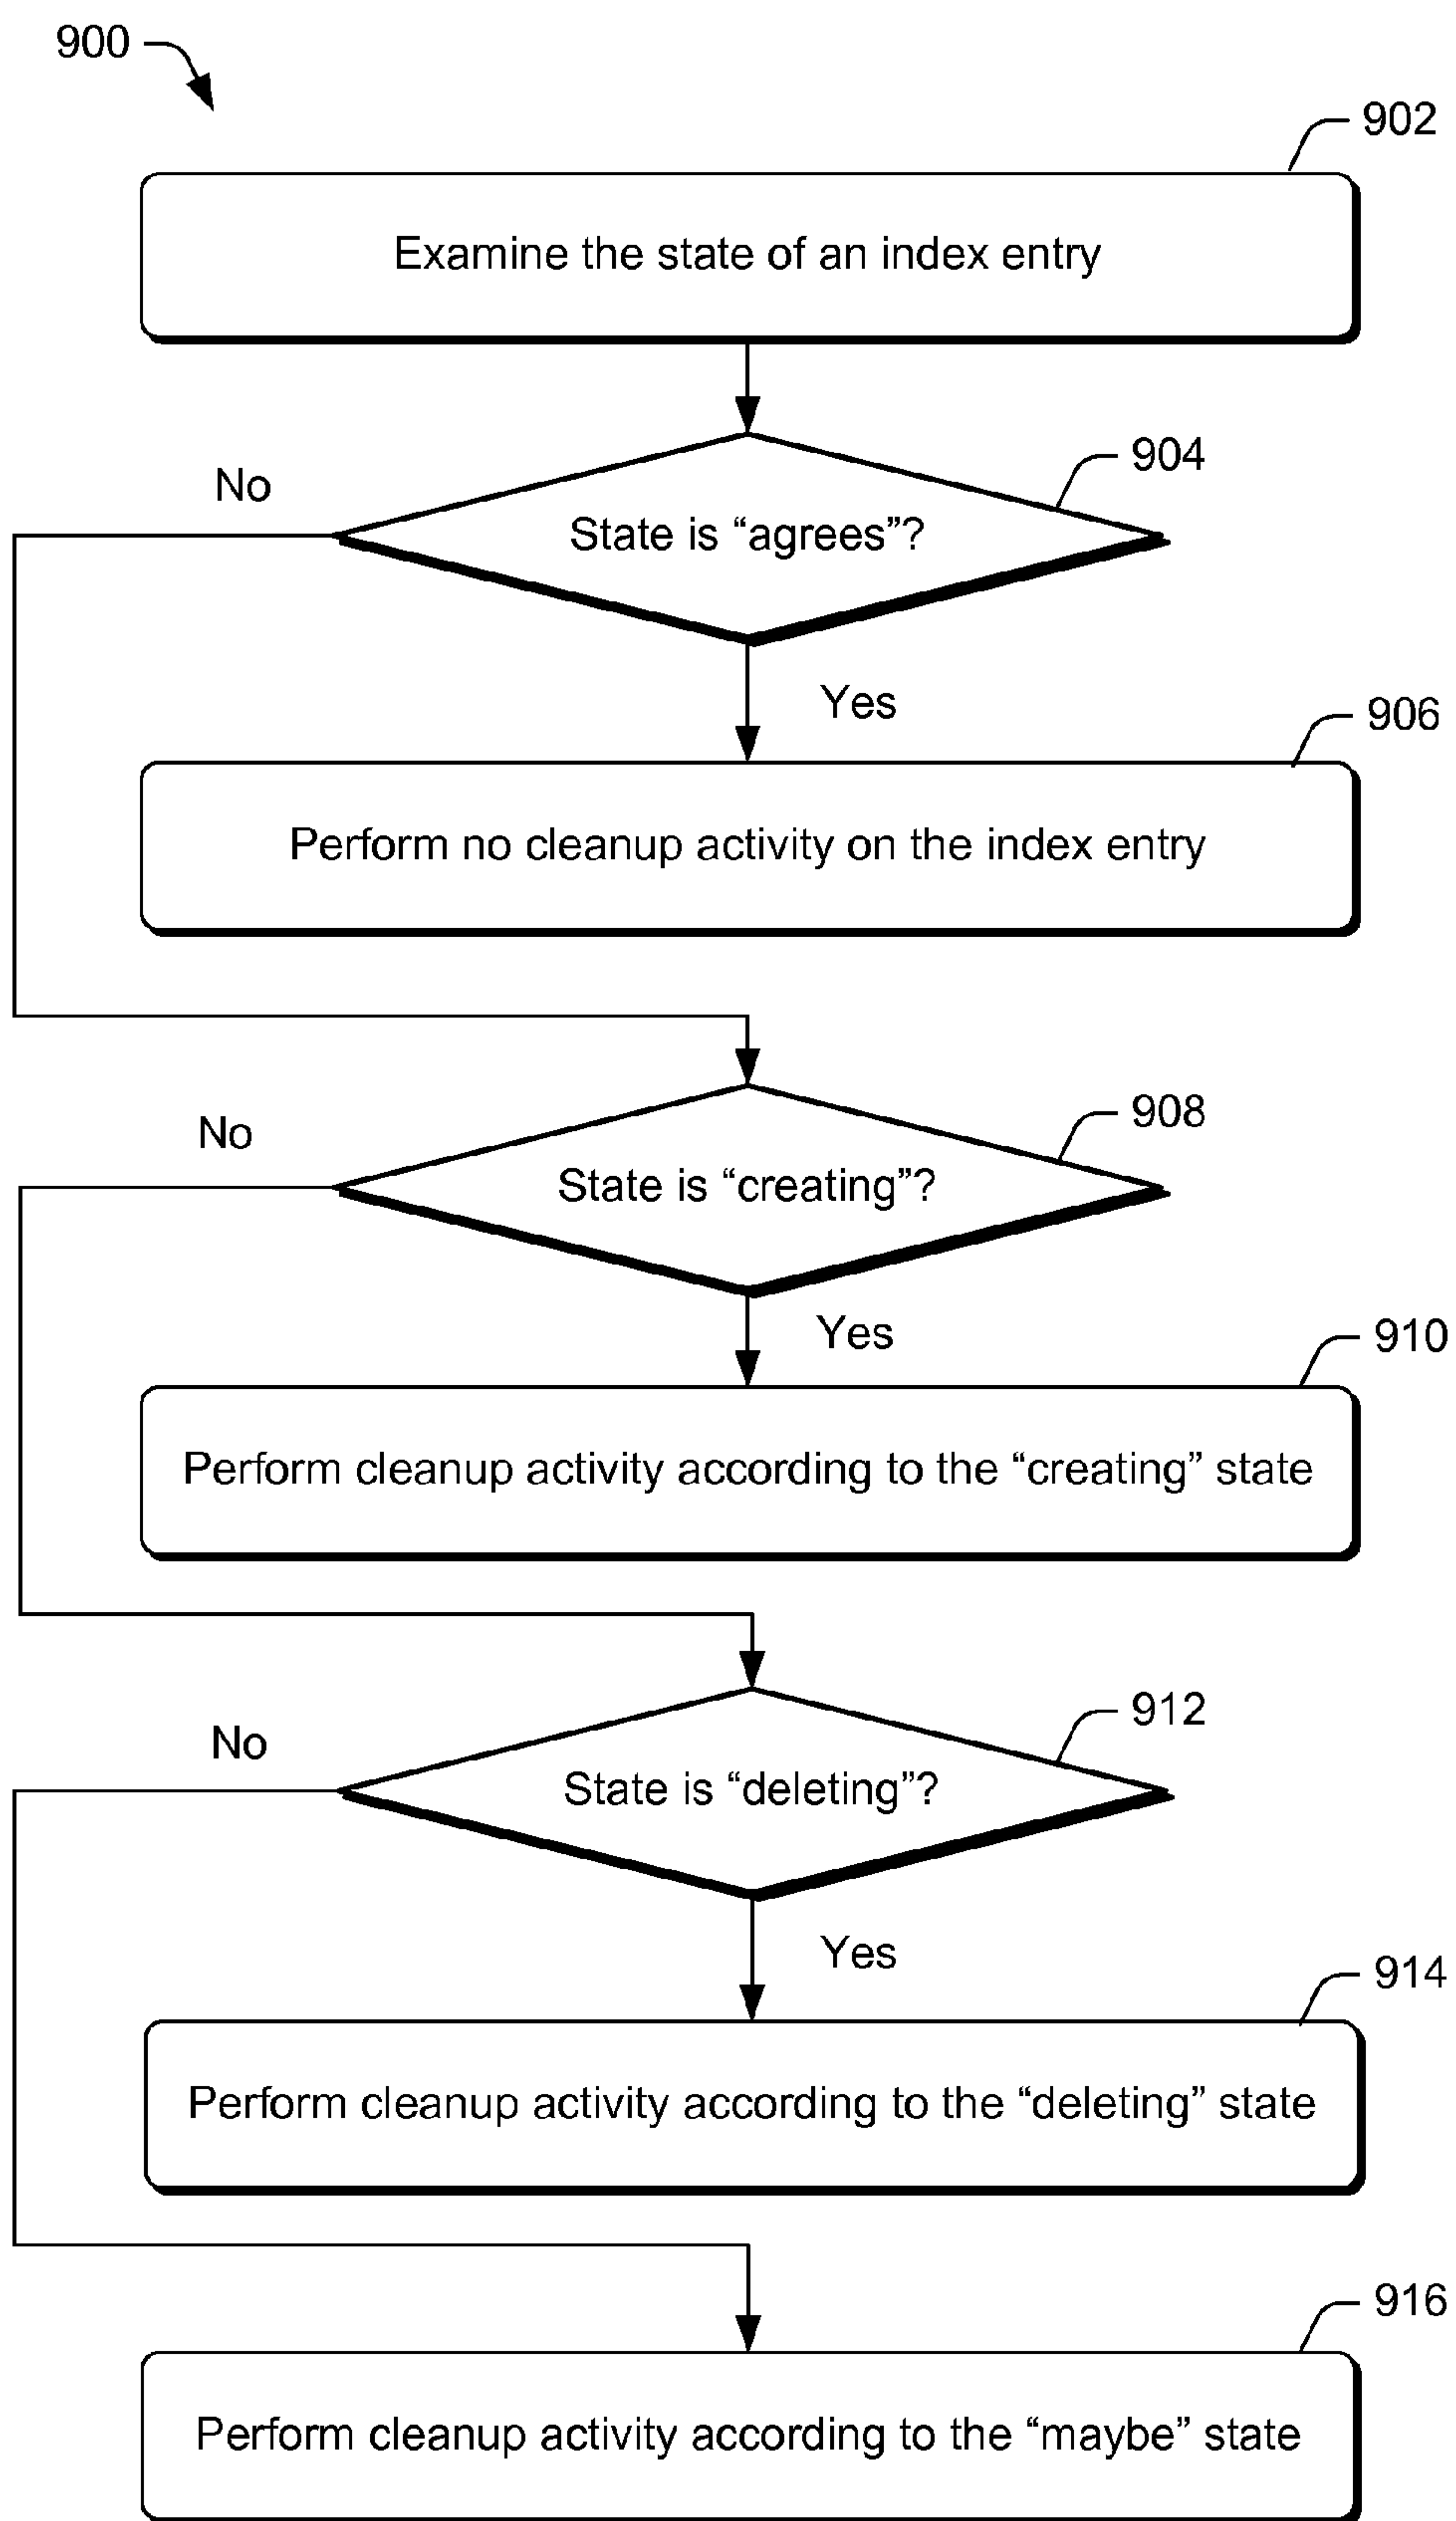 900
902
Examine the state of an index entry
904
No
State is “agrees”?
Yes
906
Perform no cleanup activity on the index entry
908
No
State is “creating”?
Yes
910
Perform cleanup activity according to the “creating” state
912
No
State is “deleting”?
Yes
914
Perform cleanup activity according to the “deleting” state
916
Perform cleanup activity according to the “maybe” state